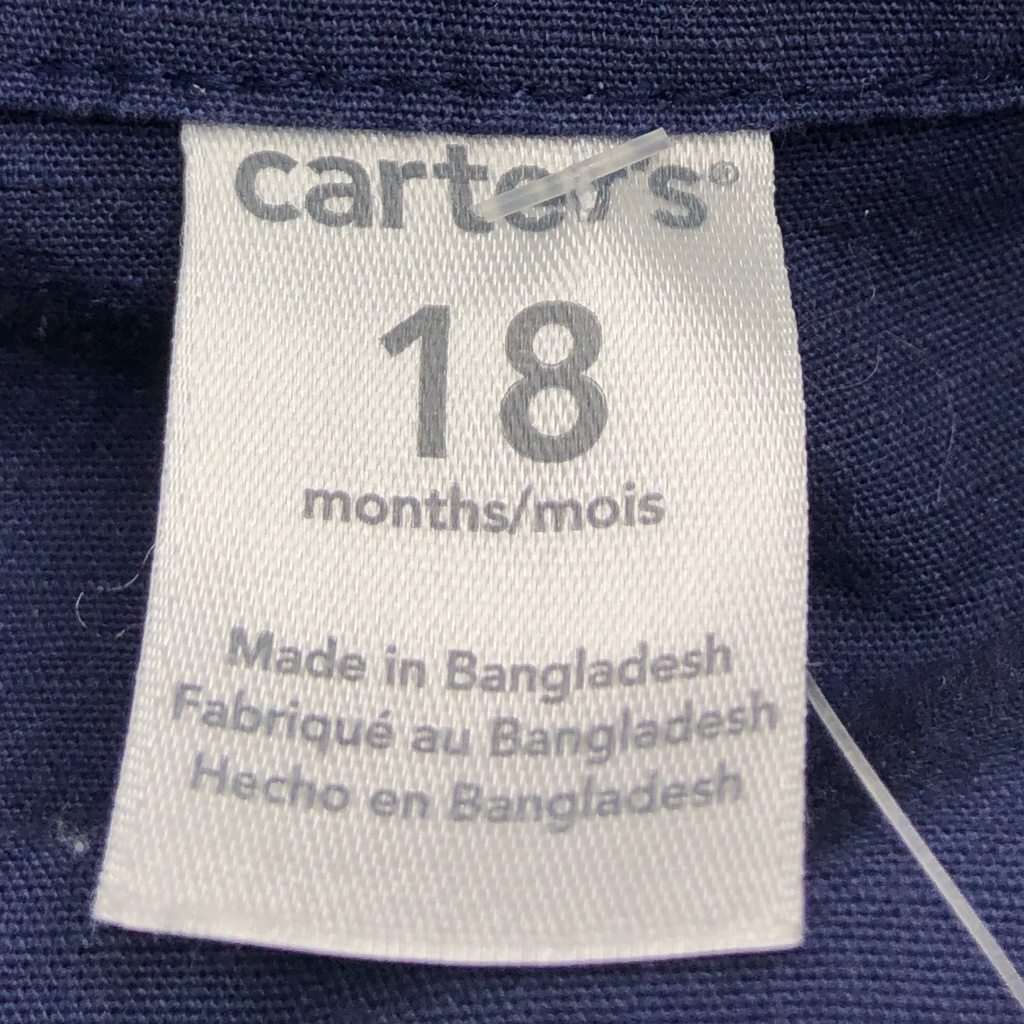 carter's®
18
months/mois
Made in Bangladesh
Fabriqué au Bangladesh
Hecho en Bangladesh